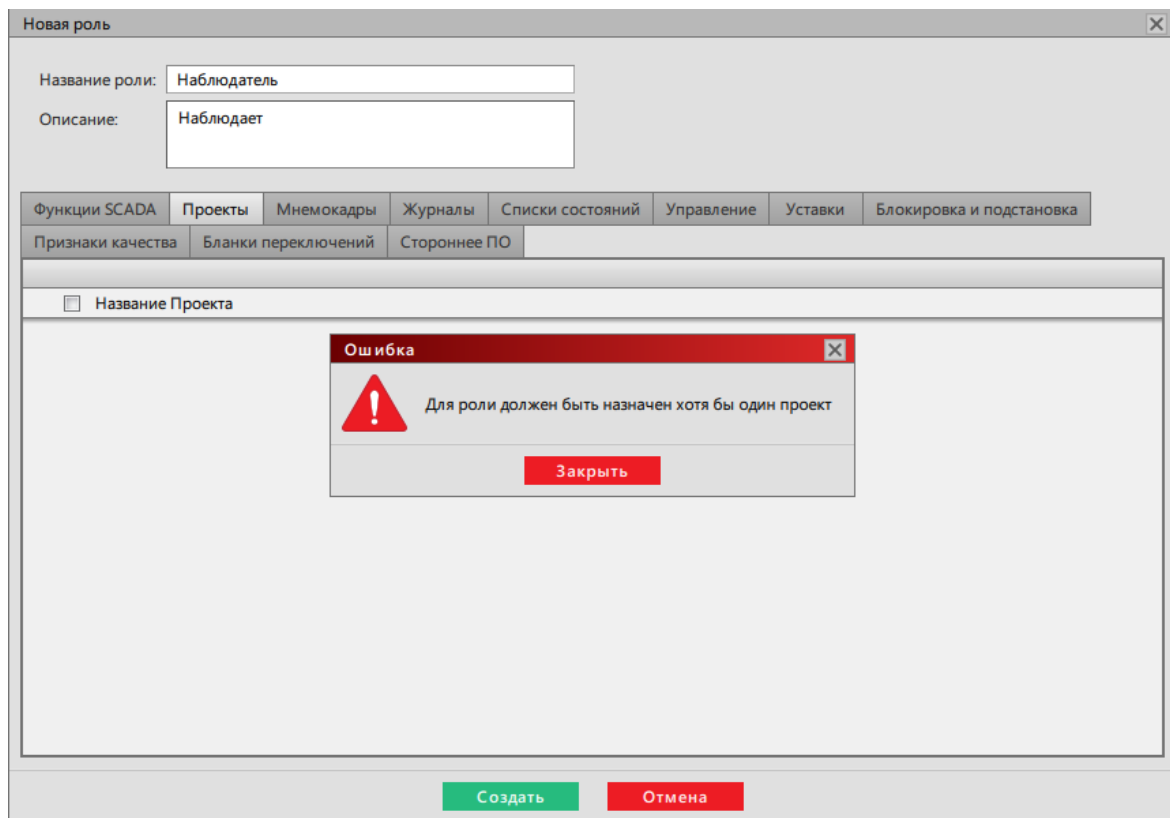 Новая роль
Название роли: Наблюдатель
Описание: Наблюдает
Функции SCADA Проекты Мнемокадры Журналы Списки состояний Управление Уставки Блокировка и подстановка
Признаки качества Бланки переключений Стороннее ПО
Название Проекта
Ошибка
Для роли должен быть назначен хотя бы один проект
Закрыть
Создать Отмена